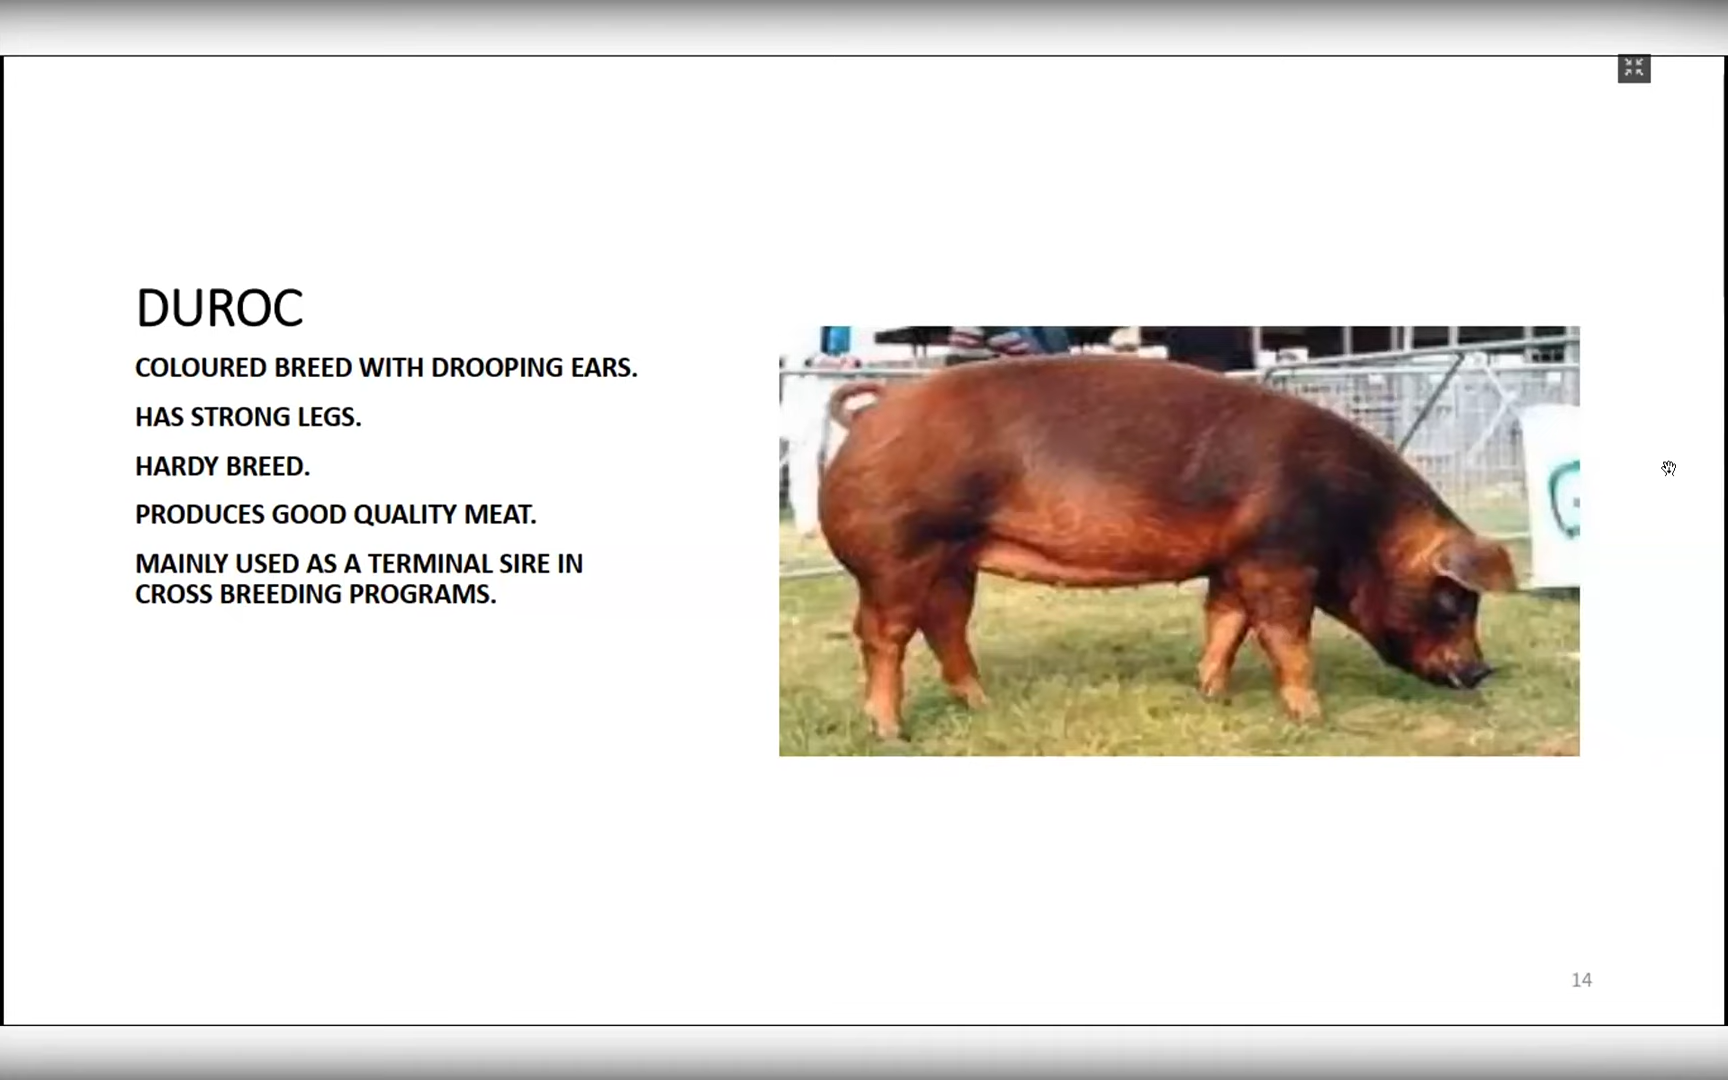 DUROC
COLOURED BREED WITH DROOPING EARS.
HAS STRONG LEGS.
HARDY BREED.
PRODUCES GOOD QUALITY MEAT.
MAINLY USED AS A TERMINAL SIRE IN
CROSS BREEDING PROGRAMS.
14